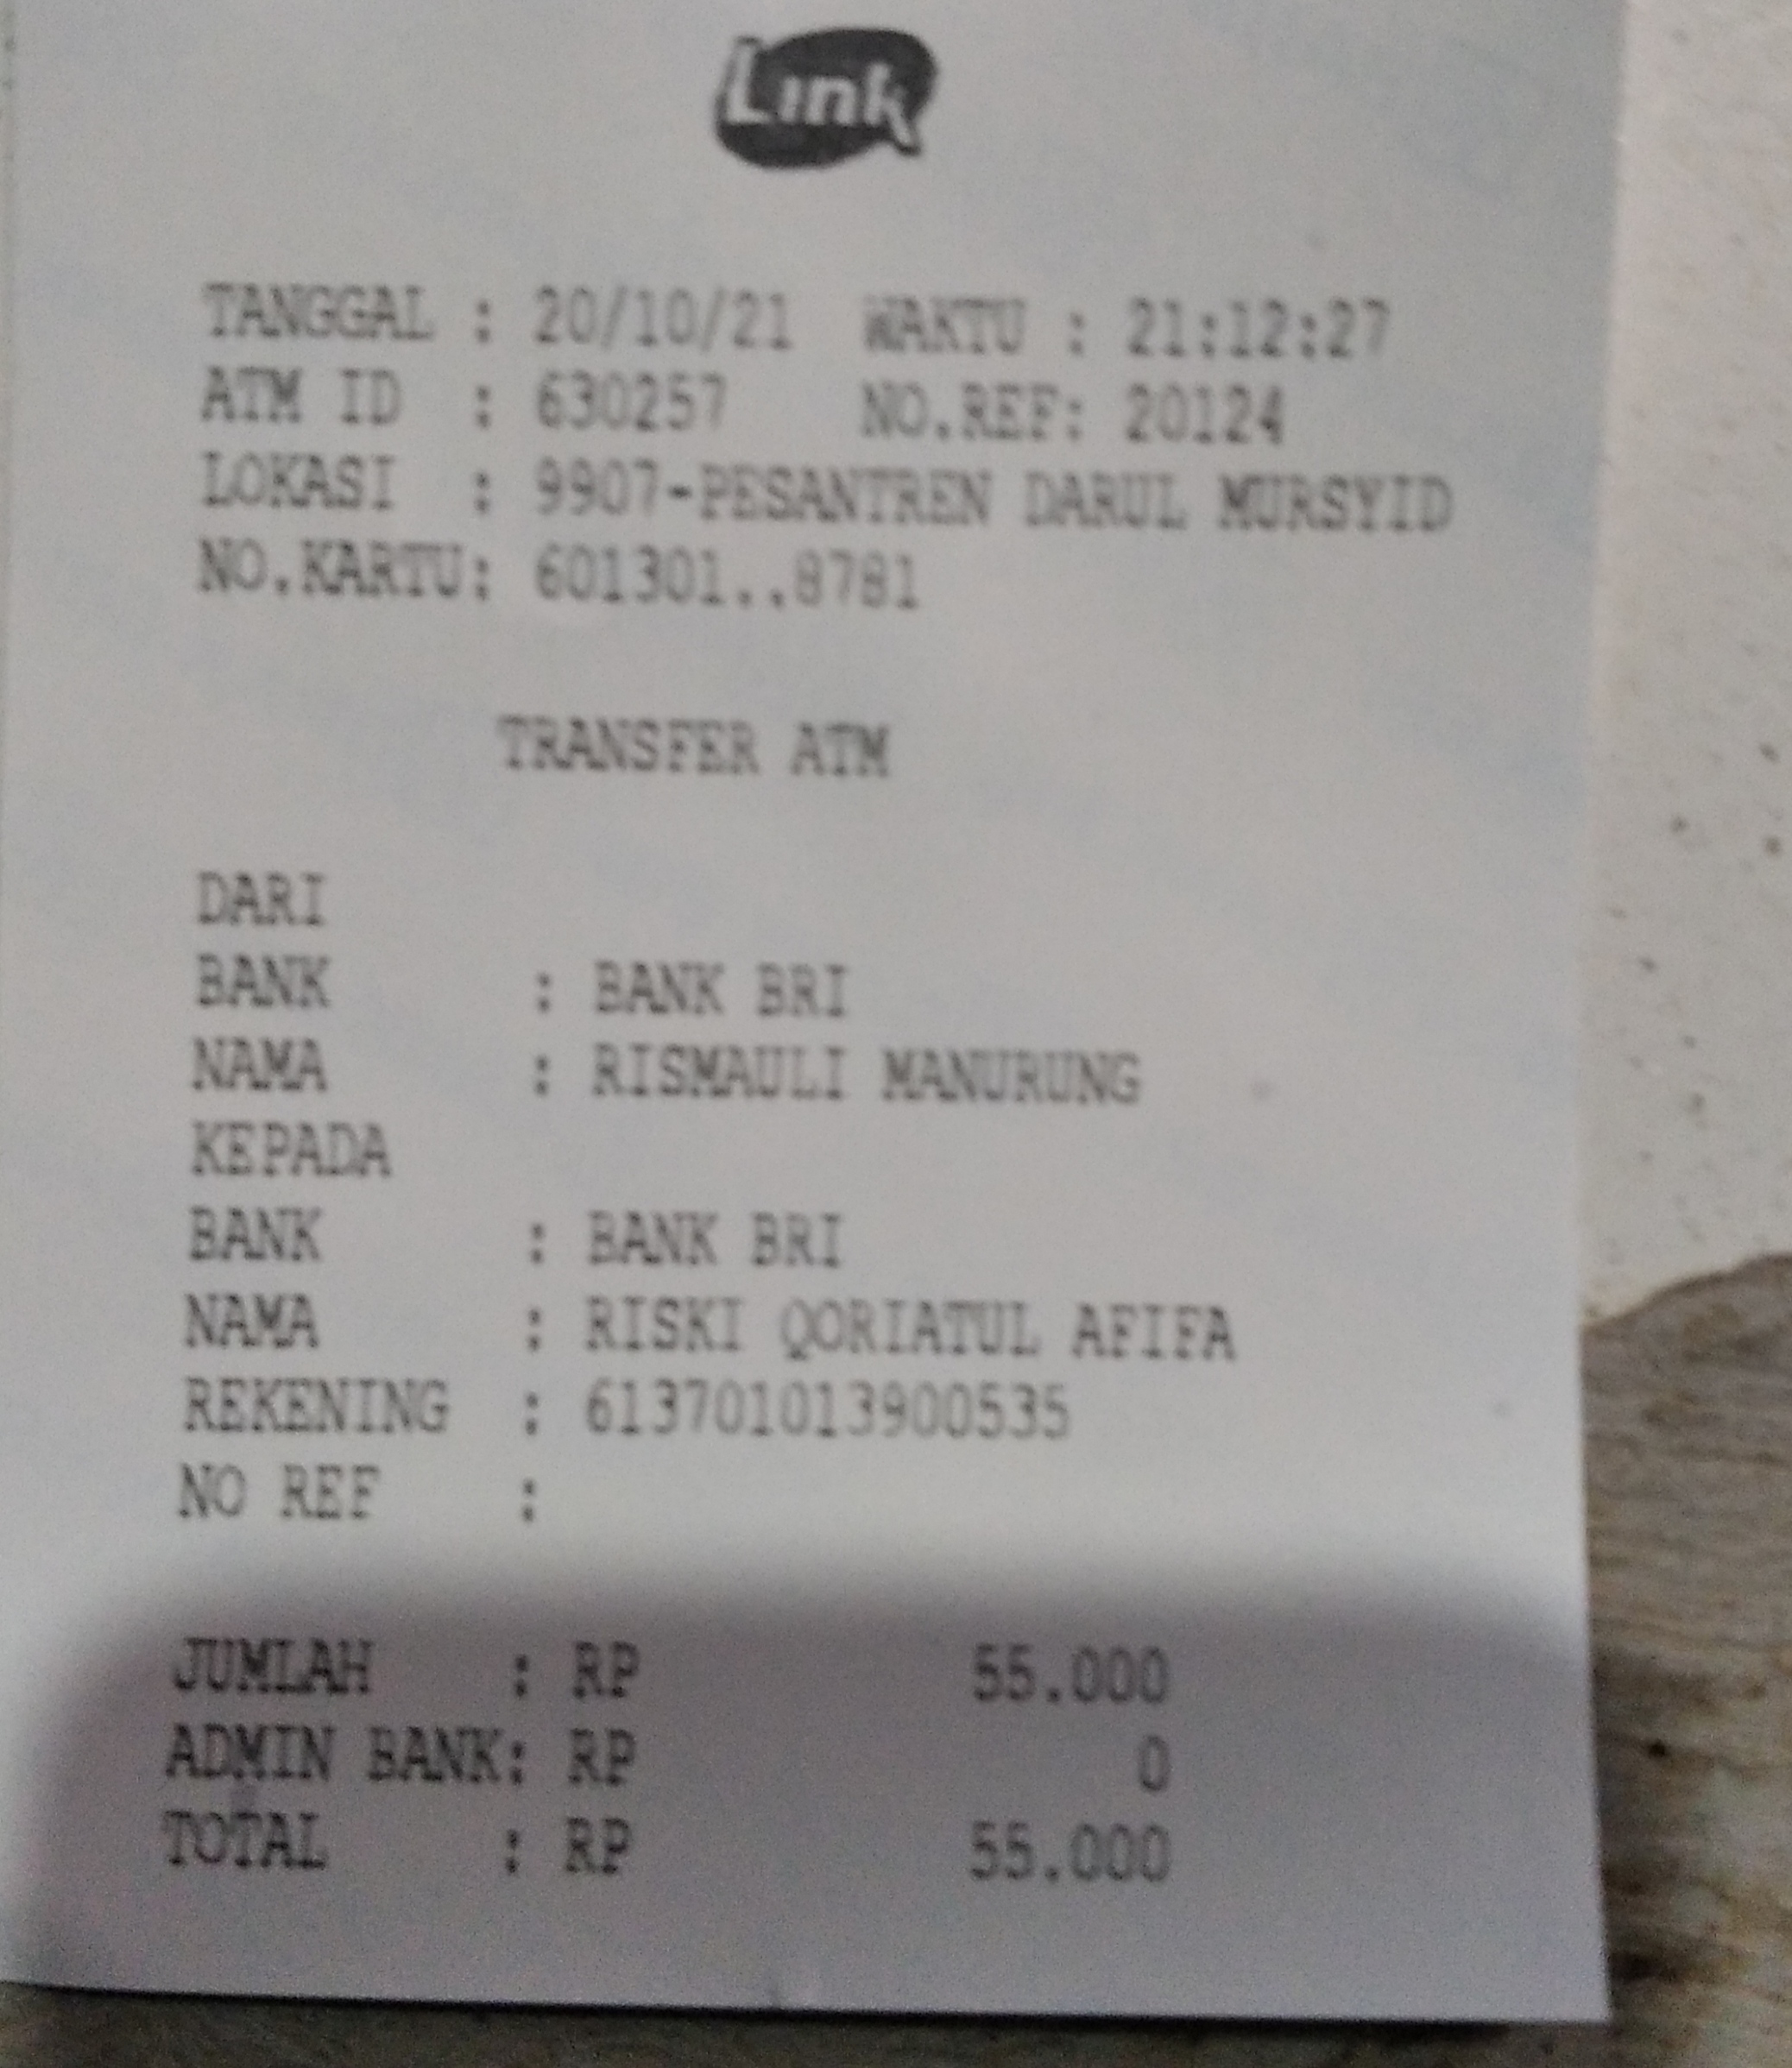 Link
TANGGAL : 20/10/21 WAKTU : 21:12:27
ATM ID : 630257 NO.REF: 20124
LOKASI : 9907-PESANTREN DARUL MURSYID
NO.KARTU: 601301..8781
TRANSFER ATM
DARI
BANK : BANK BRI
NAMA : RISMAULI MANURUNG
KEPADA
BANK : BANK BRI
NAMA : RISKI QORIATUL AFIFA
REKENING : 613701013900535
NO REF :
JUMLAH : RP 55.000
ADMIN BANK: RP 0
TOTAL : RP 55.000